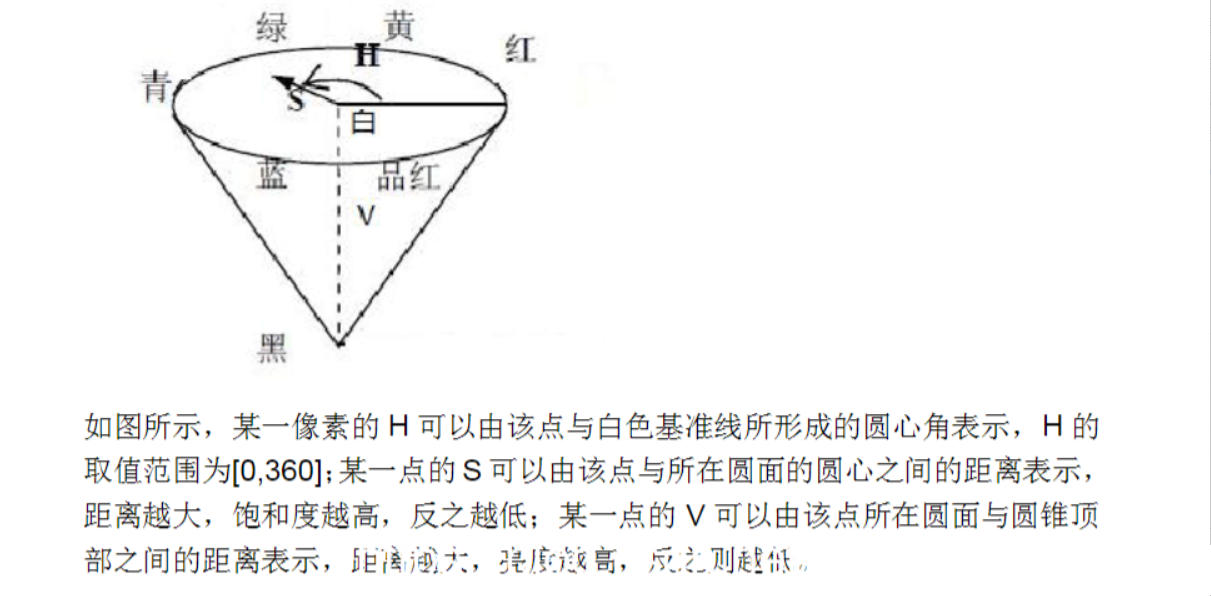 绿 黄
H 红
青
S
白
蓝 品红
V
黑
如图所示，某一像素的 H 可以由该点与白色基准线所形成的圆心角表示，H 的
取值范围为[0,360]；某一点的 S 可以由该点与所在圆面的圆心之间的距离表示，
距离越大，饱和度越高，反之越低；某一点的 V 可以由该点所在圆面与圆锥顶
部之间的距离表示，距离越大，亮度越高，反之则越低。